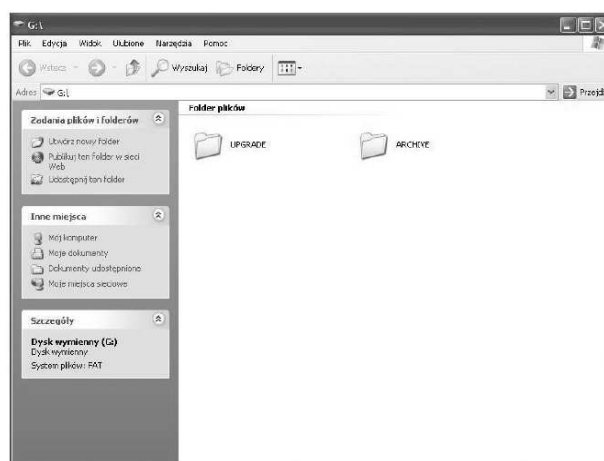 G:\
Plik Edycja Widok Ulubione Narzędzia Pomoc
Wstecz Wyszukaj Foldery
Adres G:\ Przejdź
Folder plików
Zadania plików i folderów
Utwórz nowy folder
Publikuj ten folder w sieci
Web
Udostępnij ten folder
Inne miejsca
Mój komputer
Moje dokumenty
Dokumenty udostępnione
Moje miejsca sieciowe
Szczegóły
Dysk wymienny (G:)
Dysk wymienny
System plików: FAT
UPGRADE
ARCHIVE